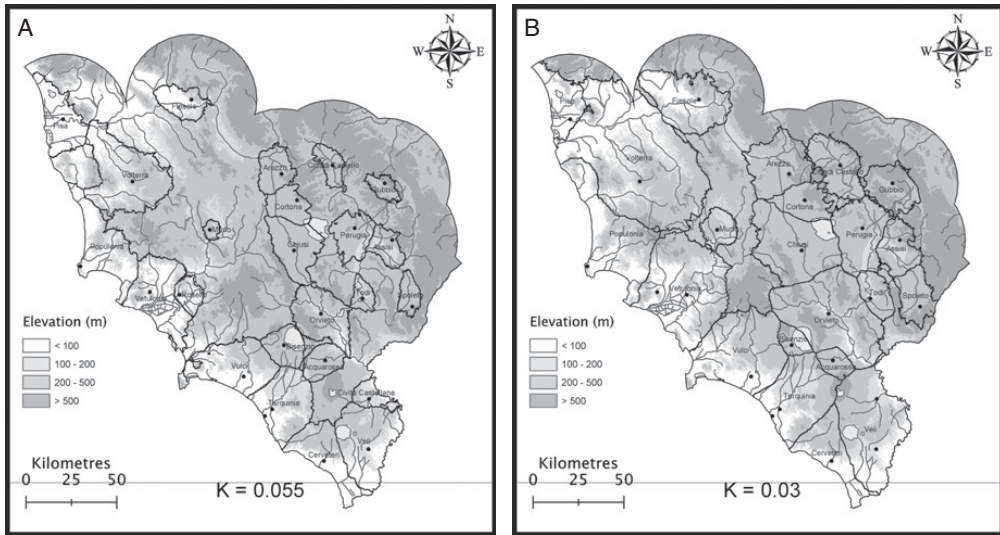 A
N
W E
S
Fiesole
Pisa
Volterra
Arezzo
Città di Castello
Gubbio
Cortona
Murlo
Perugia
Chiusi
Assisi
Populonia
Vetulonia
Roselle
Todi
Spoleto
Orvieto
Bisenzio
Acquarossa
Vulci
Civita Castellana
Tarquinia
Veii
Cerveteri
Elevation (m)
< 100
100 - 200
200 - 500
> 500
Kilometres
0 25 50
K = 0.055
B
N
W E
S
Pisa
Fiesole
Volterra
Arezzo
Città di Castello
Gubbio
Cortona
Murlo
Populonia
Perugia
Chiusi
Assisi
Vetulonia
Todi
Spoleto
Orvieto
Bisenzio
Vulci
Acquarossa
Tarquinia
Veii
Cerveteri
Elevation (m)
< 100
100 - 200
200 - 500
> 500
Kilometres
0 25 50
K = 0.03